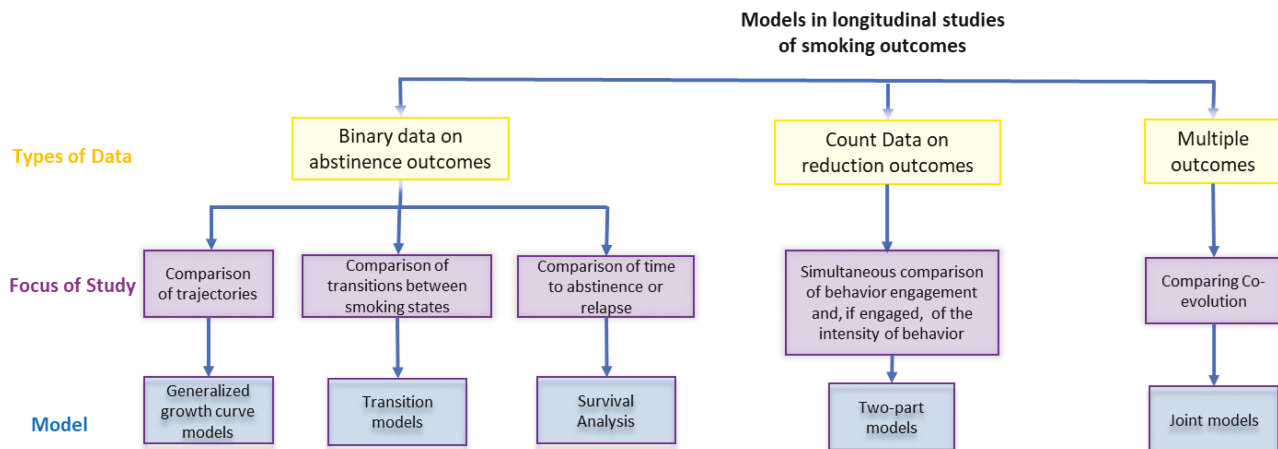 Models in longitudinal studies
of smoking outcomes
Types of Data
Binary data on
abstinence outcomes
Count Data on
reduction outcomes
Multiple
outcomes
Focus of Study
Comparison
of trajectories
Comparison of
transitions between
smoking states
Comparison of time
to abstinence or
relapse
Simultaneous comparison
of behavior engagement
and, if engaged, of the
intensity of behavior
Comparing Co-
evolution
Model
Generalized
growth curve
models
Transition
models
Survival
Analysis
Two-part
models
Joint models